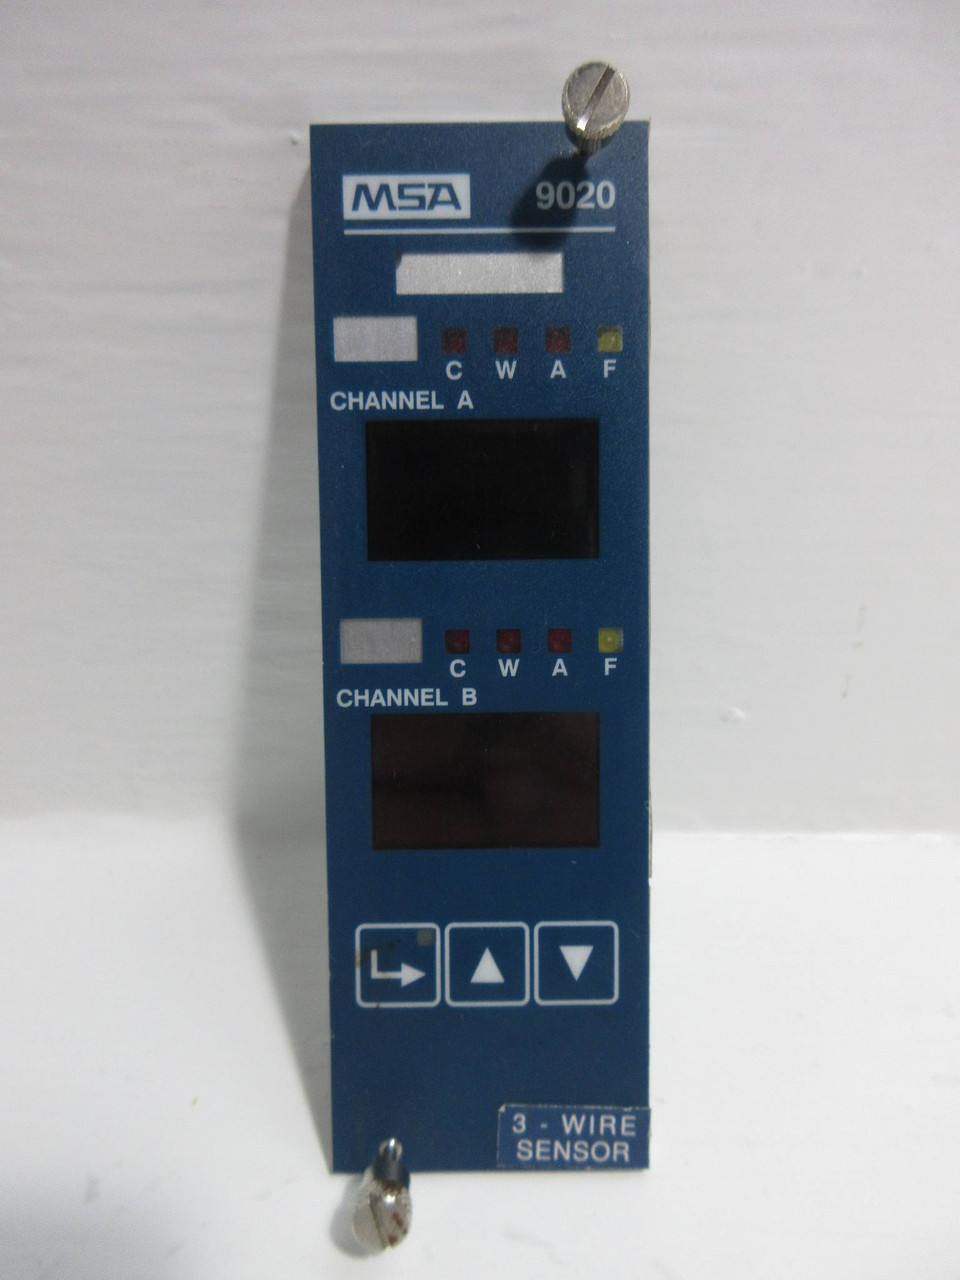 MSA 9020
C W A F
CHANNEL A
C W A F
CHANNEL B
3 - WIRE
SENSOR